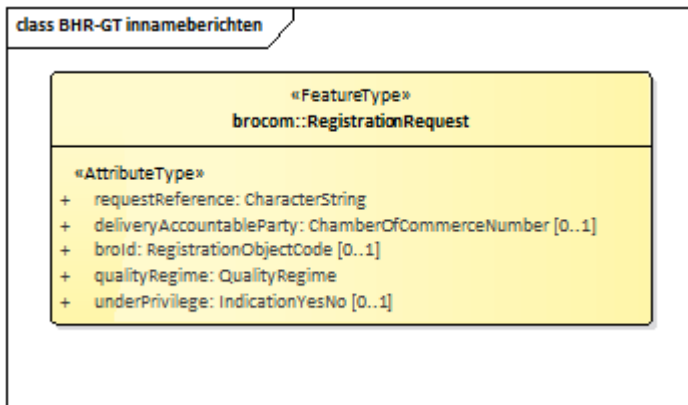 class BHR-GT innameberichten
«FeatureType»
brocom::RegistrationRequest
«AttributeType»
+ requestReference: CharacterString
+ deliveryAccountableParty: ChamberOfCommerceNumber [0..1]
+ broId: RegistrationObjectCode [0..1]
+ qualityRegime: QualityRegime
+ underPrivilege: IndicationYesNo [0..1]